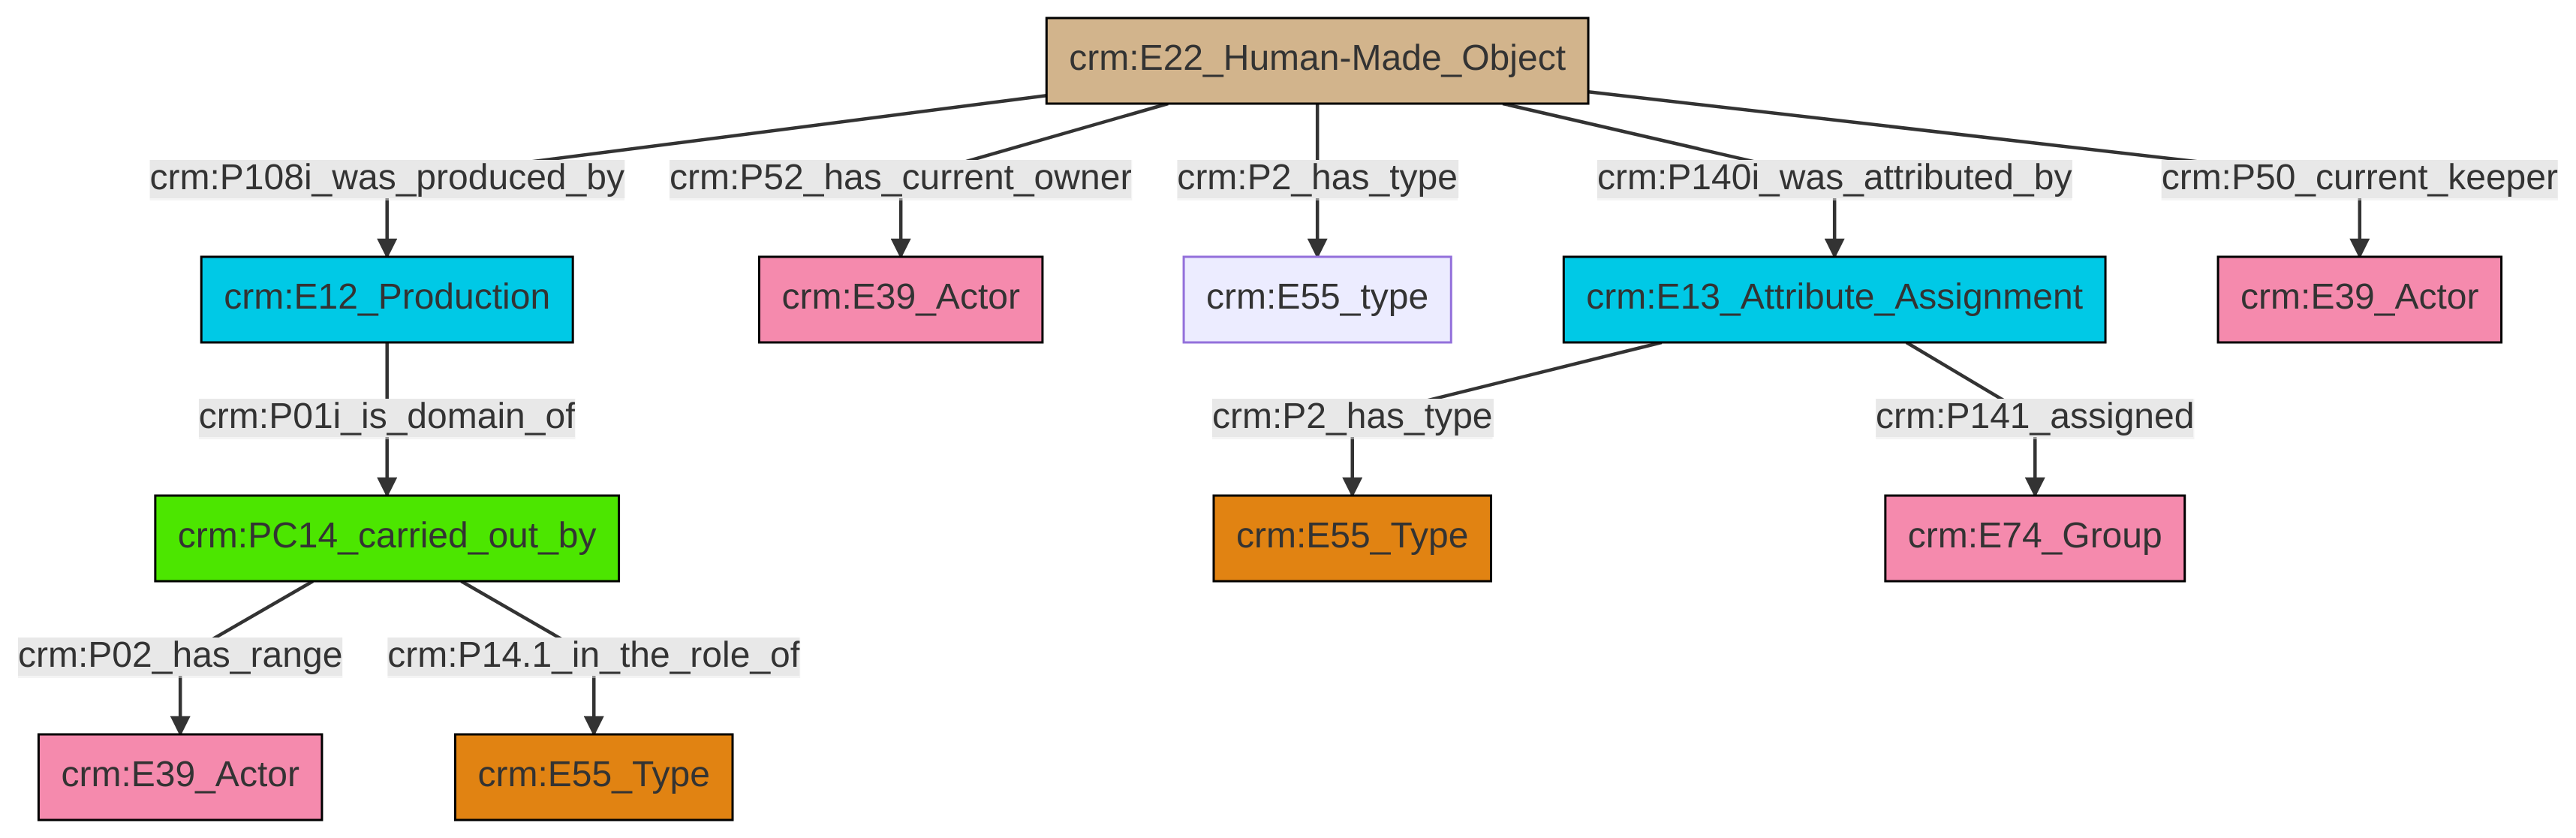 crm:E22_Human-Made_Object
crm:P108i_was_produced_by
crm:P52_has_current_owner
crm:P2_has_type
crm:P140i_was_attributed_by
crm:P50_current_keeper
crm:E12_Production
crm:E39_Actor
crm:E55_type
crm:E13_Attribute_Assignment
crm:E39_Actor
crm:P01i_is_domain_of
crm:P2_has_type
crm:P141_assigned
crm:PC14_carried_out_by
crm:E55_Type
crm:E74_Group
crm:P02_has_range
crm:P14.1_in_the_role_of
crm:E39_Actor
crm:E55_Type